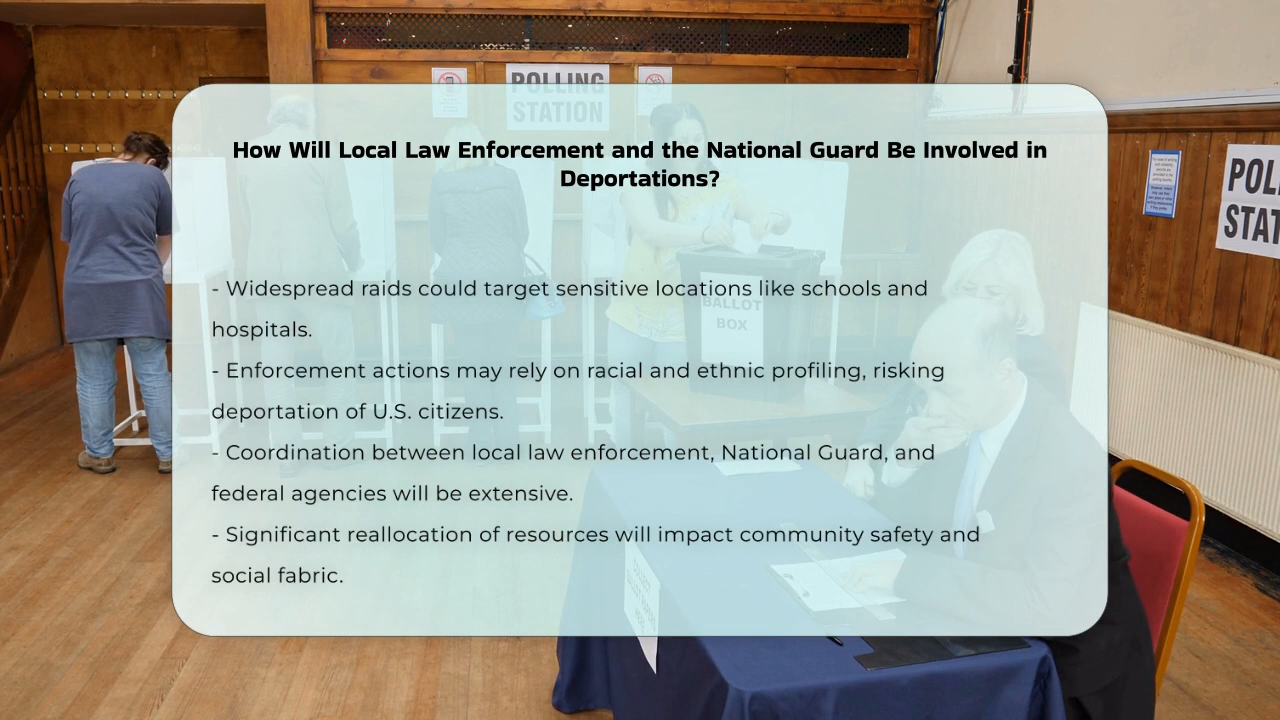 POLLING
STATION
How Will Local Law Enforcement and the National Guard Be Involved in
Deportations?
POL
STAT
- Widespread raids could target sensitive locations like schools and
hospitals.
BALLOT
BOX
- Enforcement actions may rely on racial and ethnic profiling, risking
deportation of U.S. citizens.
- Coordination between local law enforcement, National Guard, and
federal agencies will be extensive.
- Significant reallocation of resources will impact community safety and
social fabric.